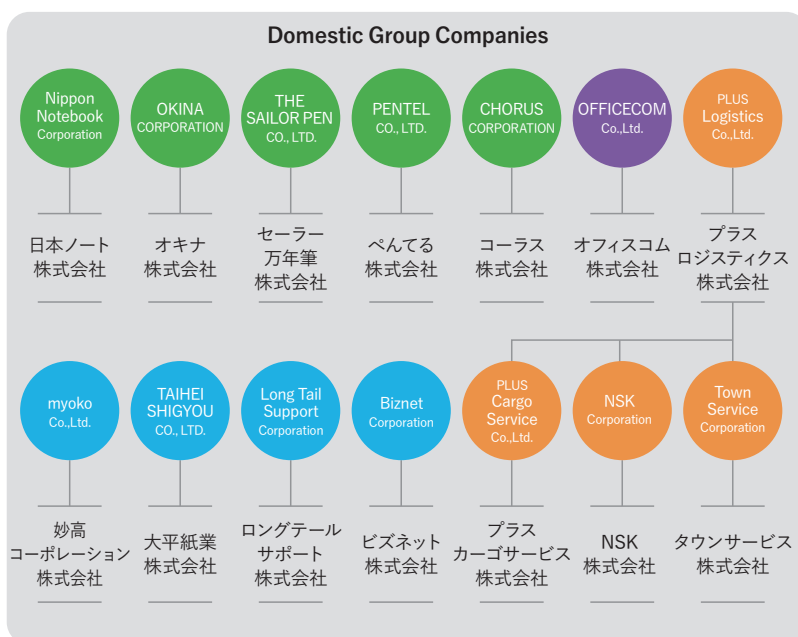 Domestic Group Companies
Nippon
Notebook
Corporation
OKINA
CORPORATION
THE
SAILOR PEN
CO., LTD.
PENTEL
CO., LTD.
CHORUS
CORPORATION
OFFICECOM
Co.,Ltd.
PLUS
Logistics
Co.,Ltd.
日本ノート
株式会社
オキナ
株式会社
セーラー
万年筆
株式会社
ぺんてる
株式会社
コーラス
株式会社
オフィスコム
株式会社
プラス
ロジスティクス
株式会社
myoko
Co.,Ltd.
TAIHEI
SHIGYOU
CO., LTD.
Long Tail
Support
Corporation
Biznet
Corporation
PLUS
Cargo
Service
Co.,Ltd.
NSK
Corporation
Town
Service
Corporation
妙高
コーポレーション
株式会社
大平紙業
株式会社
ロングテール
サポート
株式会社
ビズネット
株式会社
プラス
カーゴサービス
株式会社
NSK
株式会社
タウンサービス
株式会社